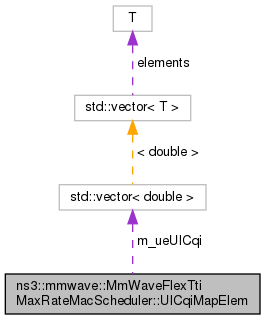 T
elements
std::vector< T >
< double >
std::vector< double >
m_ueUlCqi
ns3::mmwave::MmWaveFlexTti
MaxRateMacScheduler::UlCqiMapElem